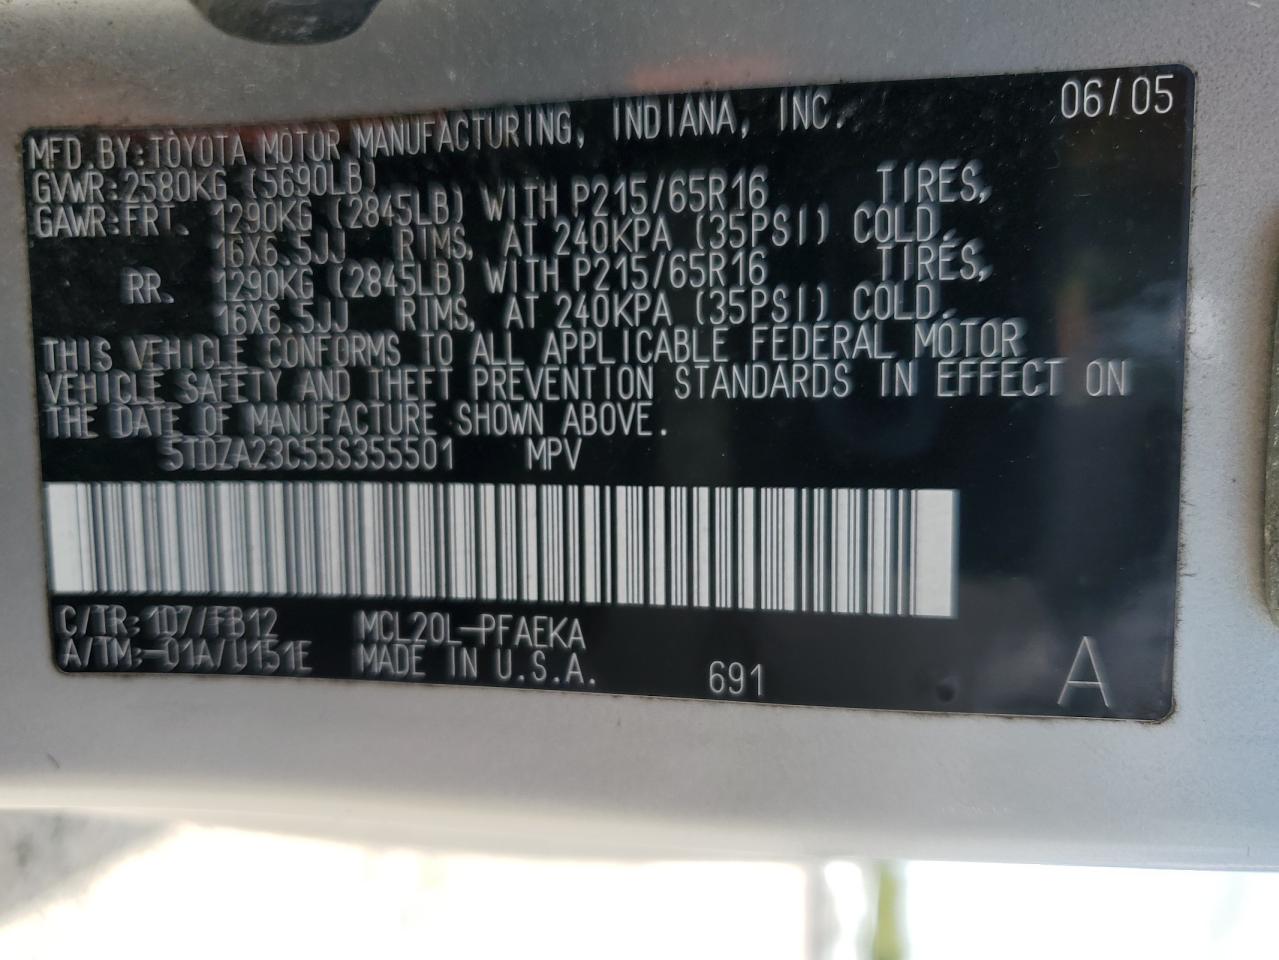 06/05
MFD.BY:TOYOTA MOTOR MANUFACTURING, INDIANA, INC.
GVWR:2580KG (5690LB)
GAWR:FRT. 1290KG (2845LB) WITH P215/65R16 TIRES,
16X6.5JJ RIMS, AT 240KPA (35PSI) COLD.
RR. 1290KG (2845LB) WITH P215/65R16 TIRES,
16X6.5JJ RIMS, AT 240KPA (35PSI) COLD.
THIS VEHICLE CONFORMS TO ALL APPLICABLE FEDERAL MOTOR
VEHICLE SAFETY AND THEFT PREVENTION STANDARDS IN EFFECT ON
THE DATE OF MANUFACTURE SHOWN ABOVE.
5TDZA23C55S355501 MPV
C/TR: 1D7/FB12 MCL20L-PFAEKA
A/TM:-01A/U151E MADE IN U.S.A. 691 A